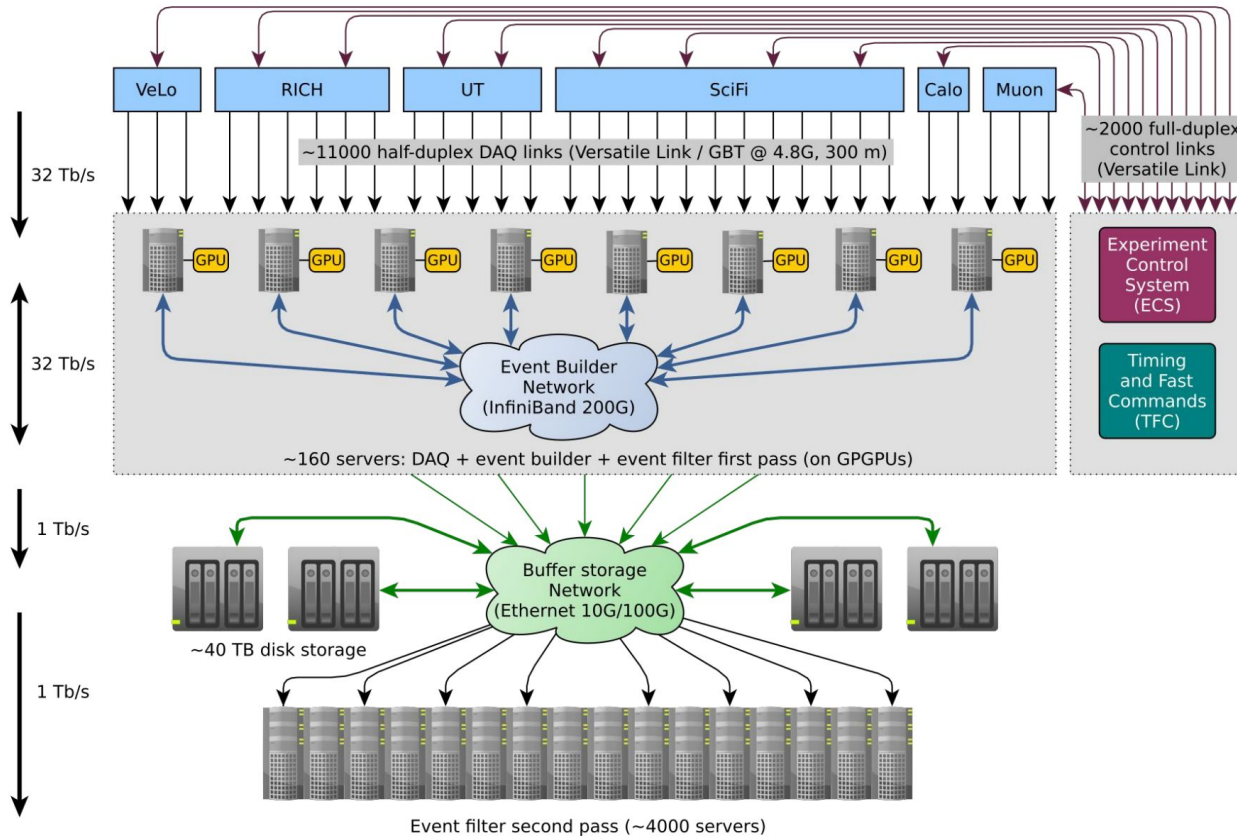 VeLo
RICH
UT
SciFi
Calo
Muon
~11000 half-duplex DAQ links (Versatile Link / GBT @ 4.8G, 300 m)
~2000 full-duplex
control links
(Versatile Link)
32 Tb/s
GPU
GPU
GPU
GPU
GPU
GPU
GPU
GPU
Experiment
Control
System
(ECS)
32 Tb/s
Event Builder
Network
(InfiniBand 200G)
Timing
and Fast
Commands
(TFC)
~160 servers: DAQ + event builder + event filter first pass (on GPGPUs)
1 Tb/s
Buffer storage
Network
(Ethernet 10G/100G)
~40 TB disk storage
1 Tb/s
Event filter second pass (~4000 servers)